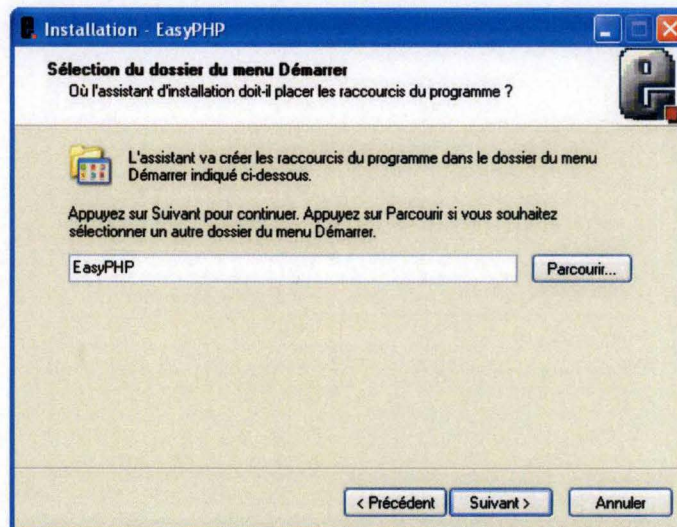 Installation - EasyPHP
Sélection du dossier du menu Démarrer
Où l'assistant d'installation doit-il placer les raccourcis du programme ?
L'assistant va créer les raccourcis du programme dans le dossier du menu
Démarrer indiqué ci-dessous.
Appuyez sur Suivant pour continuer. Appuyez sur Parcourir si vous souhaitez
sélectionner un autre dossier du menu Démarrer.
EasyPHP
Parcourir...
< Précédent
Suivant >
Annuler